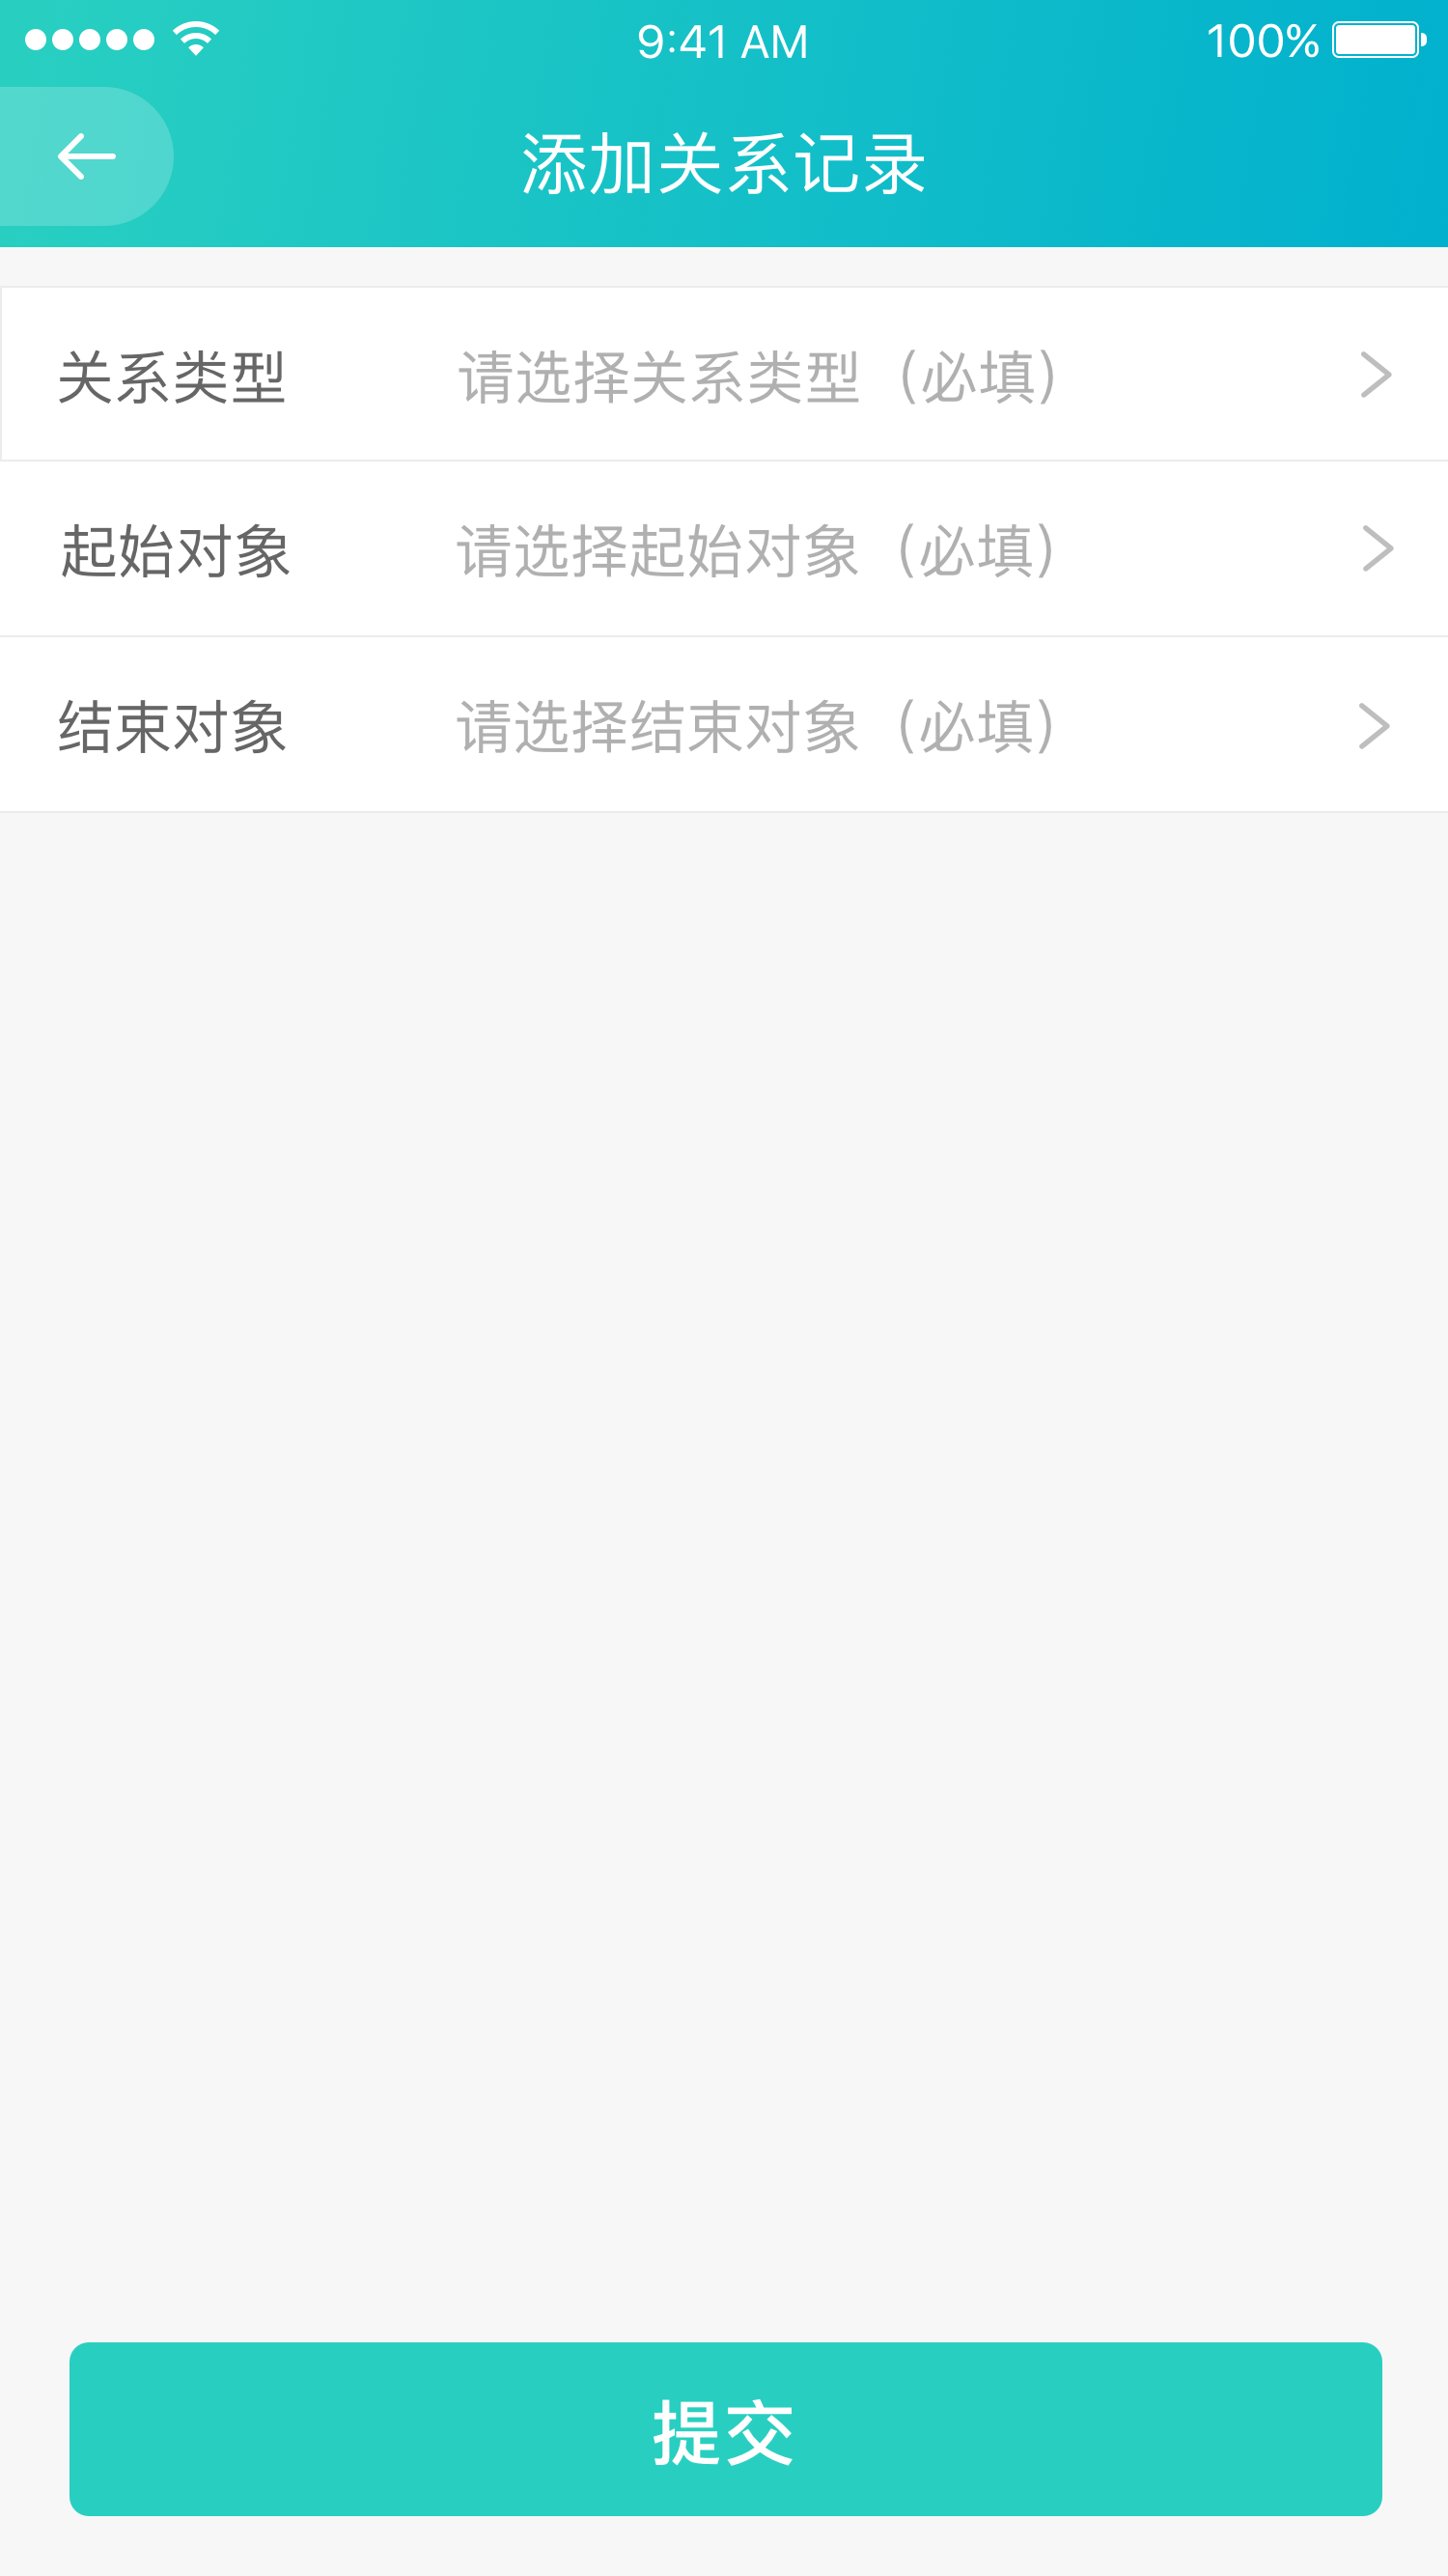 9:41 AM 100%
添加关系记录
关系类型 请选择关系类型（必填）
起始对象 请选择起始对象（必填）
结束对象 请选择结束对象（必填）
提交